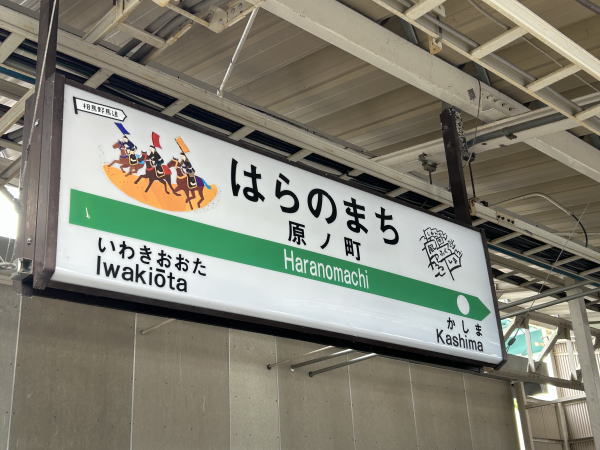 相馬野馬追
はらのまち
原ノ町
Haranomachi
いわきおおた
Iwakiōta
かしま
Kashima